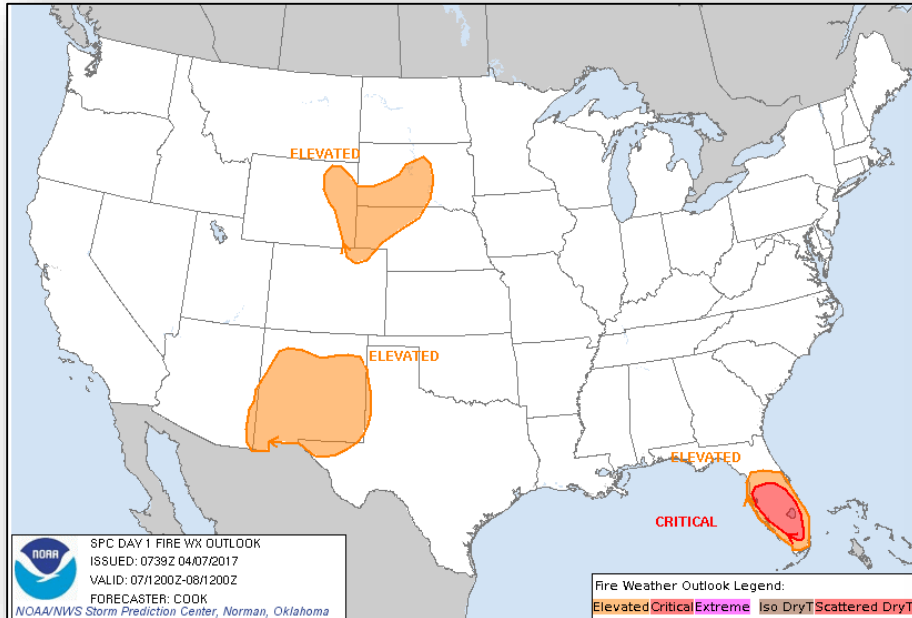 ELEVATED
ELEVATED
ELEVATED
CRITICAL
noaa
SPC DAY 1 FIRE WX OUTLOOK
ISSUED: 0739Z 04/07/2017
VALID: 07/1200Z-08/1200Z
FORECASTER: COOK
NOAA/NWS Storm Prediction Center, Norman, Oklahoma
Fire Weather Outlook Legend:
Elevated Critical Extreme Iso DryT Scattered DryT